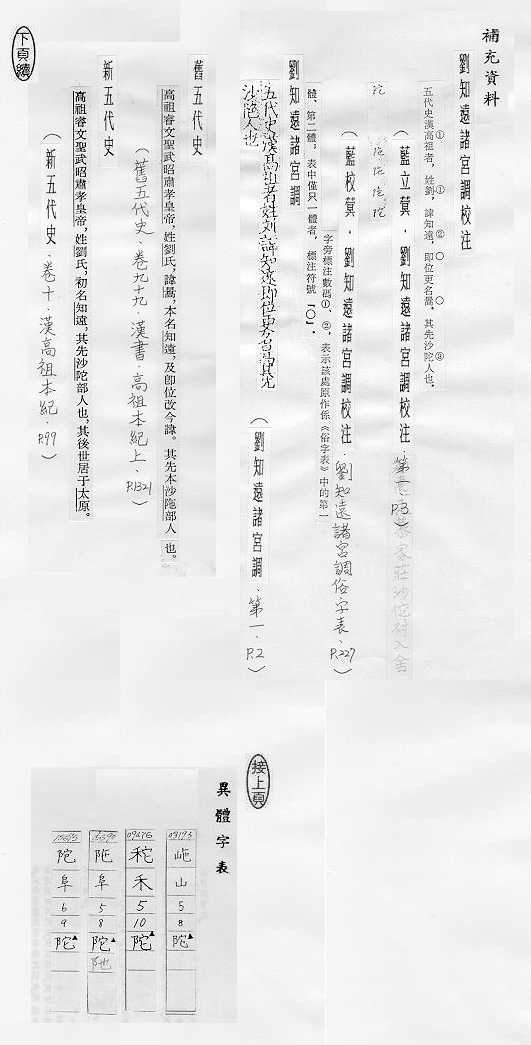 補充資料
劉知遠諸宮調校注
五代史漢高祖者，姓劉，諱知遠，即位更名暠。其先沙陀人也。
① ① ② 〇 〇 ③
（藍立蓂．劉知遠諸宮調校注．第一．P.3）
（藍校蓂．劉知遠諸宮調校注．劉知遠諸宮調俗字表．P.227）
字旁標注數碼①、②，表示該處原作係《俗字表》中的第一
體、第二體，表中僅只一體者，標注符號「〇」。
劉知遠諸宮調
五代史漢高祖者姓刘諱知遠即位更名暠其先
沙陁人也
（劉知遠諸宮調．第一．P.2）
舊五代史
高祖睿文聖武昭肅孝皇帝，姓劉氏，諱暠，本名知遠，及即位改今諱。其先本沙陁部人也。
（舊五代史．卷九十九．漢書．高祖本紀上．P.1321）
新五代史
高祖睿文聖武昭肅孝皇帝，姓劉氏，初名知遠，其先沙陀部人也，其後世居于太原。
（新五代史．卷十．漢高祖本紀．P.99）
下頁續
接上頁
異體字表
03193
山
5
8
陀▲
09476
禾
5
10
陀▲
陁
阜
5
8
陀▲
阜
6
9
陀▲